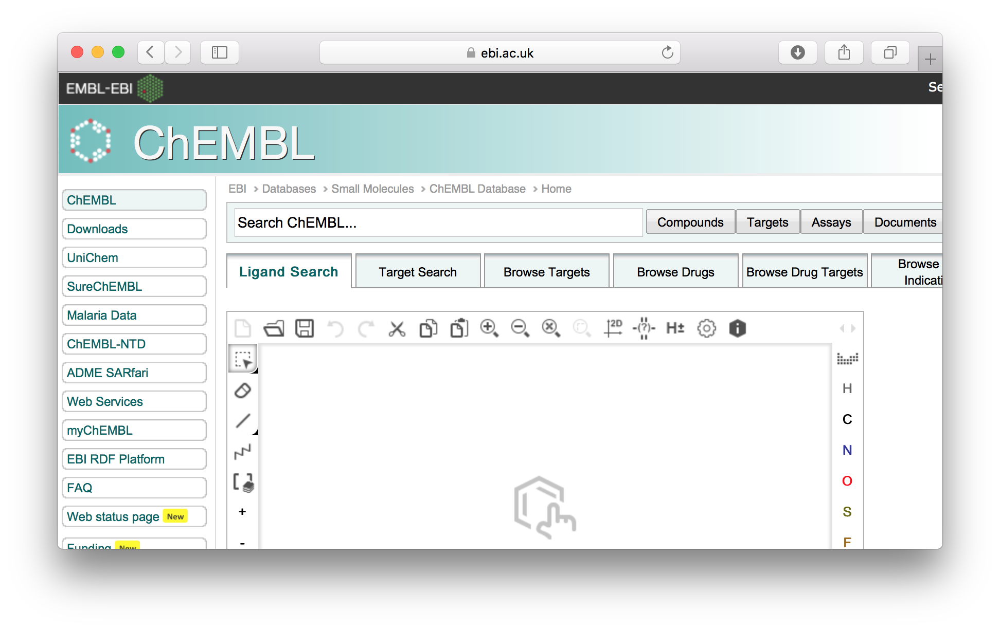 ebi.ac.uk
EMBL-EBI
Se
ChEMBL
EBI > Databases > Small Molecules > ChEMBL Database > Home
ChEMBL
Downloads
UniChem
SureChEMBL
Malaria Data
ChEMBL-NTD
ADME SARfari
Web Services
myChEMBL
EBI RDF Platform
FAQ
Web status page New
Funding New
Search ChEMBL...
Compounds
Targets
Assays
Documents
Ligand Search
Target Search
Browse Targets
Browse Drugs
Browse Drug Targets
Browse
Indicati
2D
-(?)-
H±
i
+
-
H
C
N
O
S
F